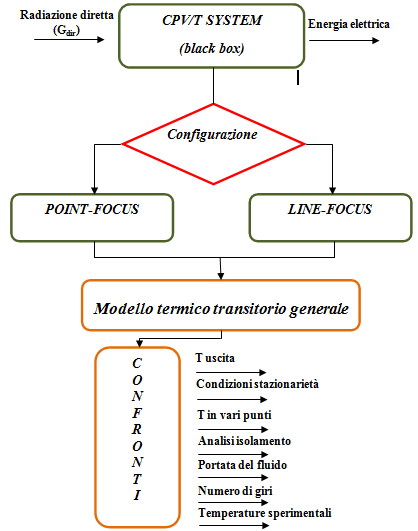 Radiazione diretta
(Gdir)
CPV/T SYSTEM
(black box)
Energia elettrica
Configurazione
POINT-FOCUS
LINE-FOCUS
Modello termico transitorio generale
C
O
N
F
R
O
N
T
I
T uscita
Condizioni stazionarietà
T in vari punti
Analisi isolamento
Portata del fluido
Numero di giri
Temperature sperimentali